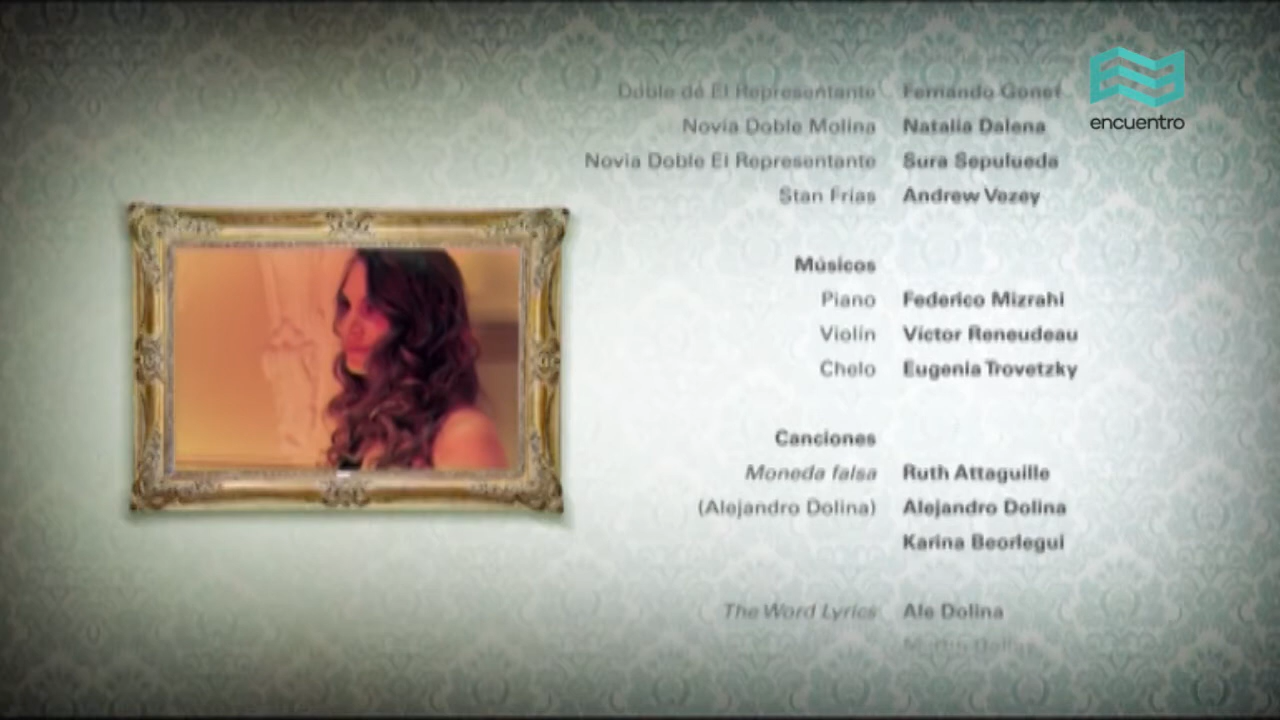 Doble de El Representante Fernando Gonet
encuentro
Novia Doble Molina Natalia Dalena
Novia Doble El Representante Sura Sepulueda
Stan Frias Andrew Vezey
Músicos
Piano Federico Mizrahi
Violín Víctor Reneudeau
Chelo Eugenia Trovetzky
Canciones
Moneda falsa Ruth Attaguille
(Alejandro Dolina) Alejandro Dolina
Karina Beorlegui
The Word Lyrics Ale Dolina